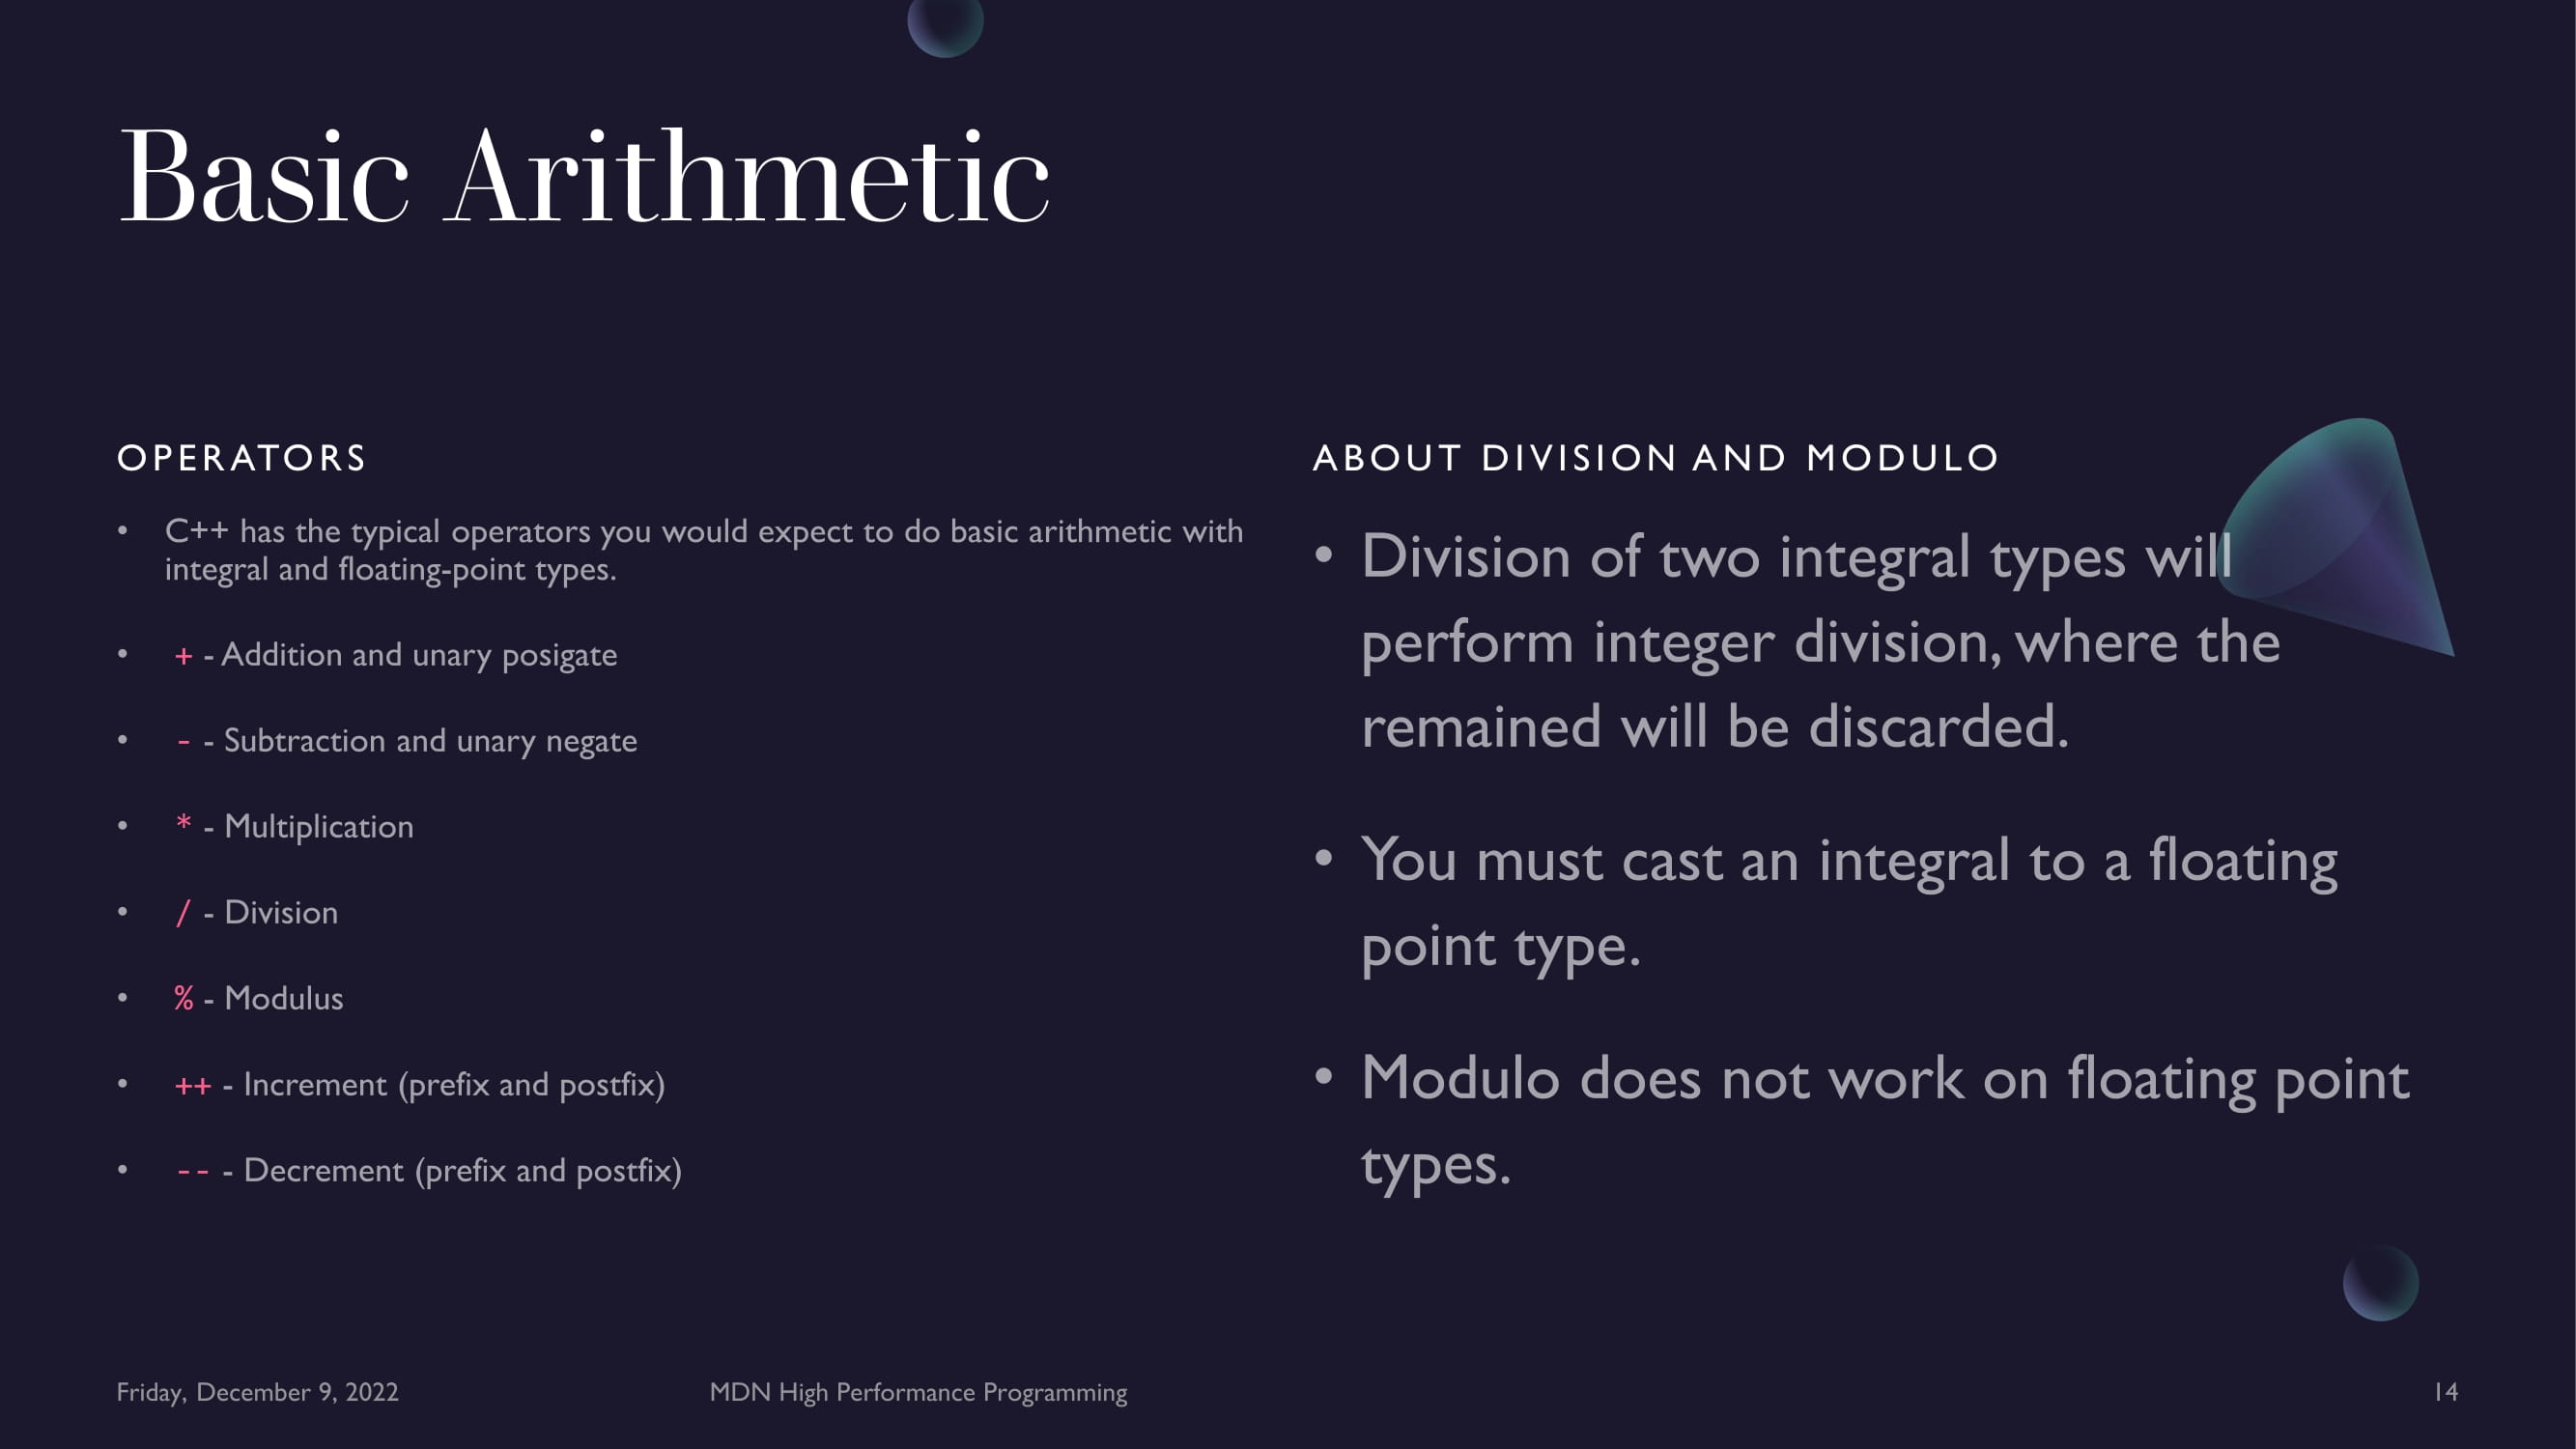 Basic Arithmetic
OPERATORS
• C++ has the typical operators you would expect to do basic arithmetic with
integral and floating-point types.
• + - Addition and unary posigate
• - - Subtraction and unary negate
• * - Multiplication
• / - Division
• % - Modulus
• ++ - Increment (prefix and postfix)
• -- - Decrement (prefix and postfix)
ABOUT DIVISION AND MODULO
• Division of two integral types will
perform integer division, where the
remained will be discarded.
• You must cast an integral to a floating
point type.
• Modulo does not work on floating point
types.
Friday, December 9, 2022
MDN High Performance Programming
14